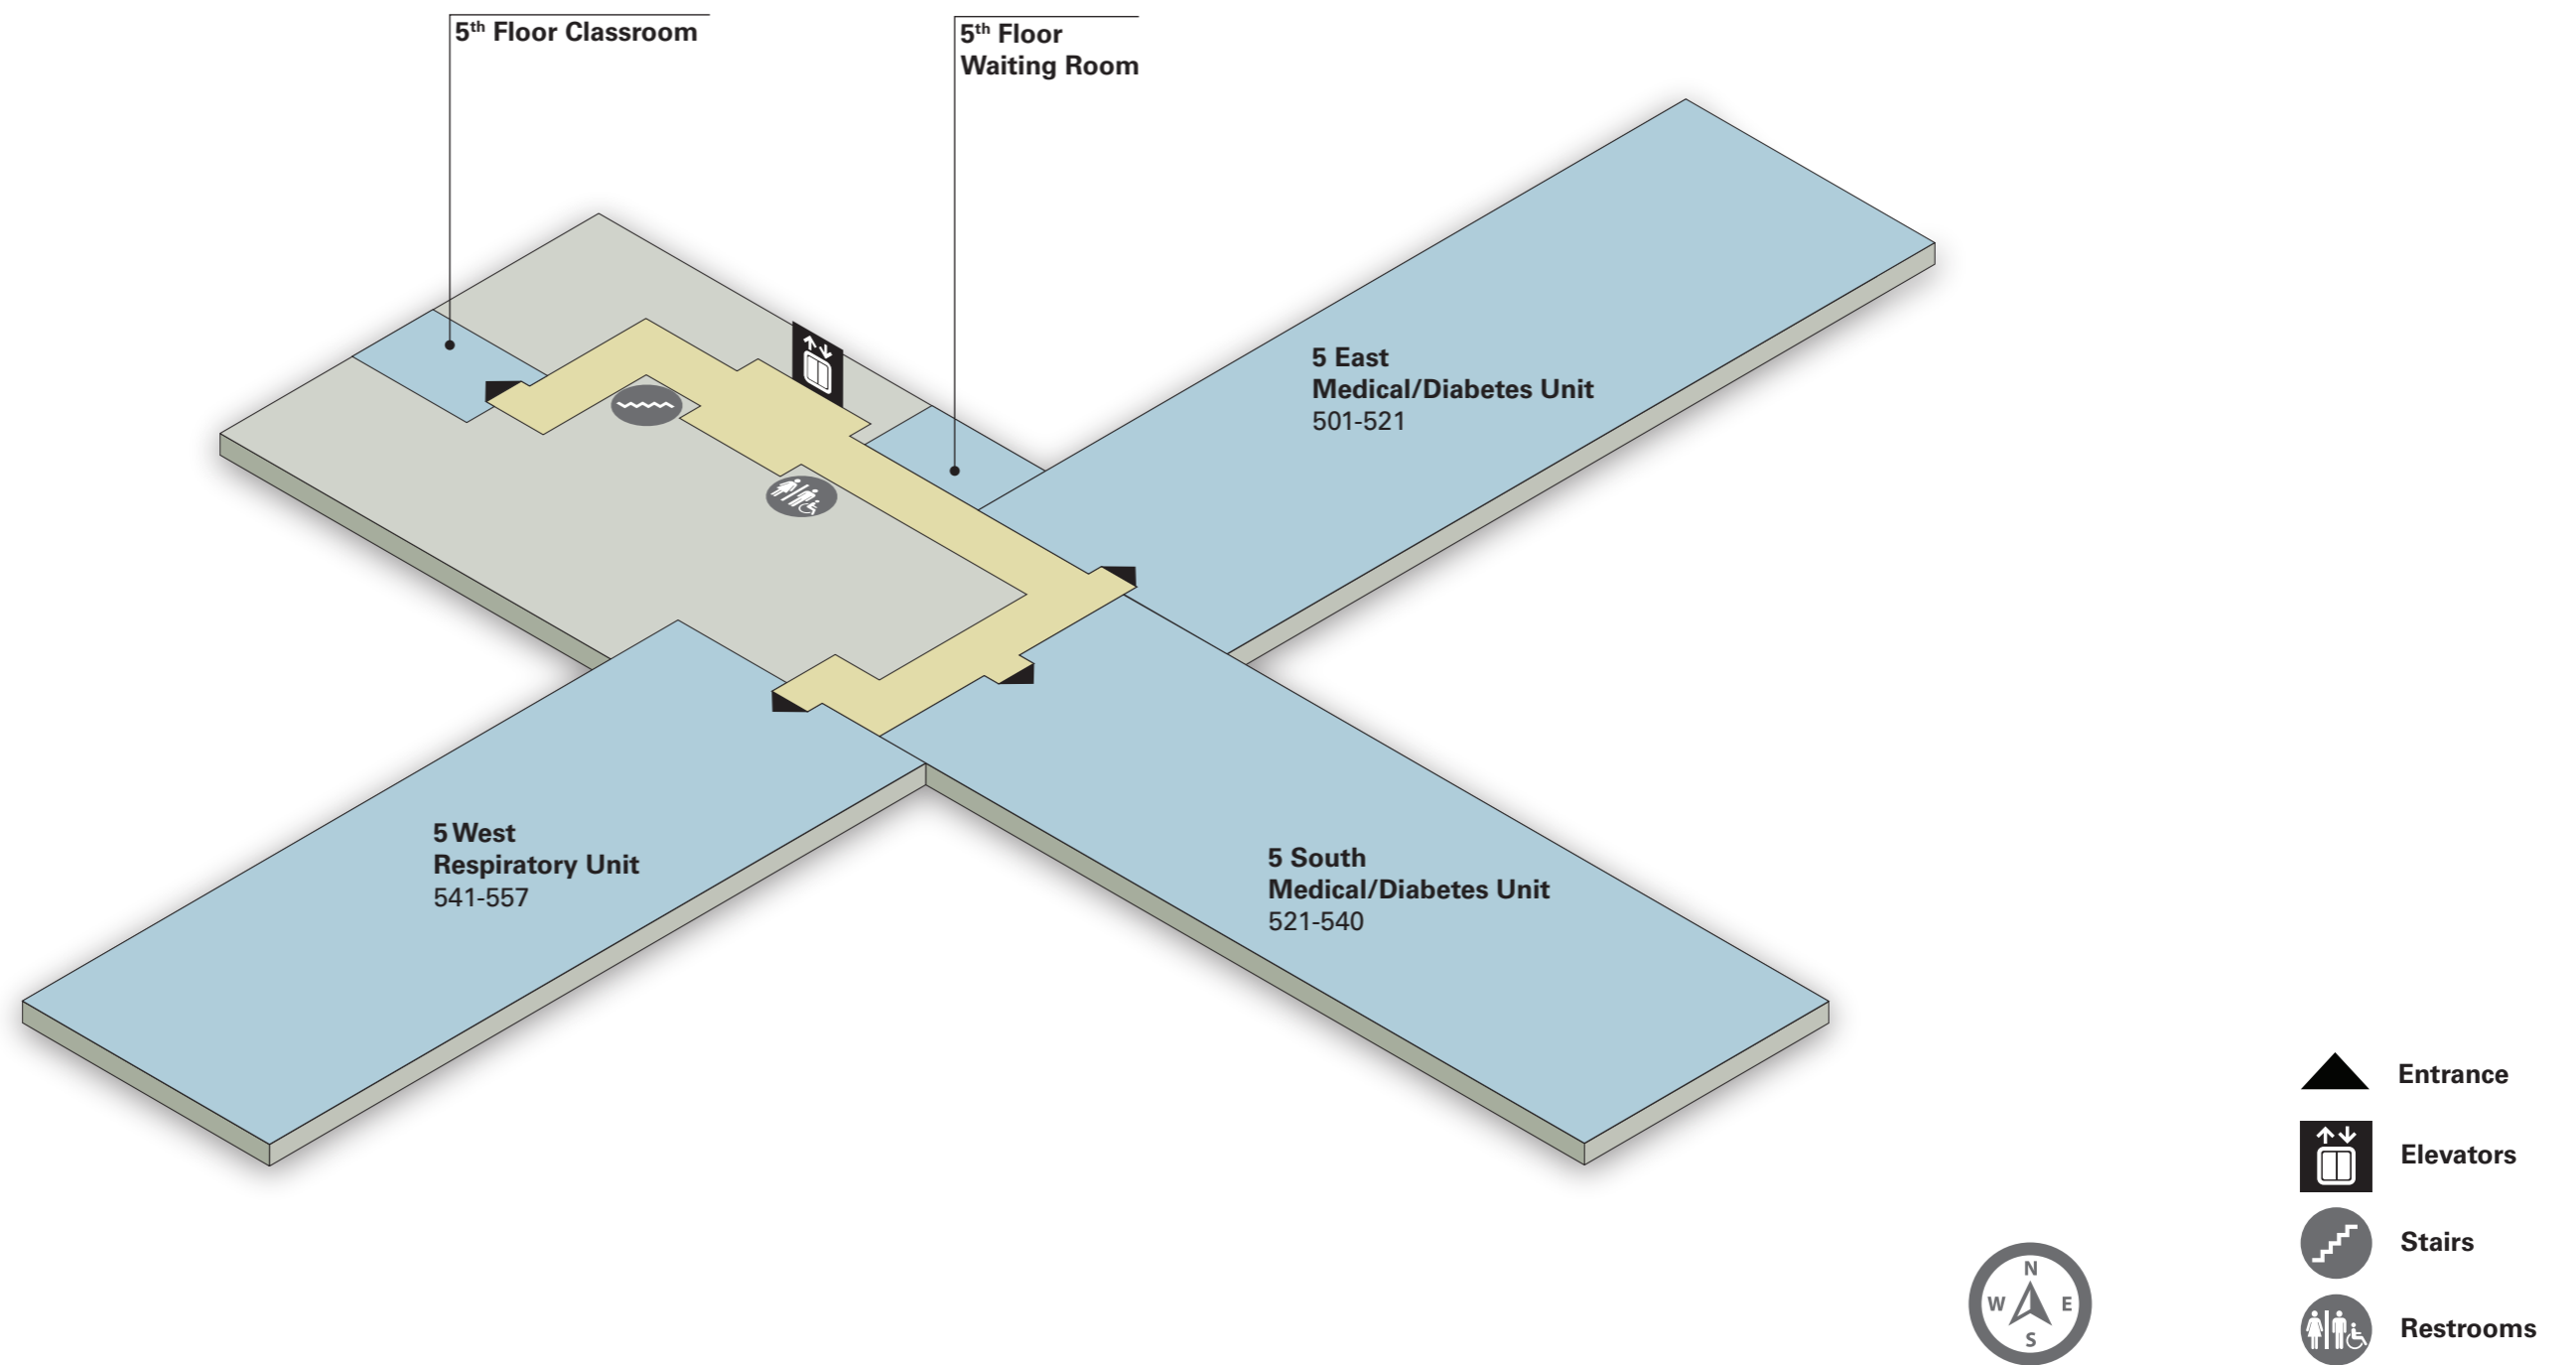 5th Floor Classroom
5th Floor
Waiting Room
5 East
Medical/Diabetes Unit
501-521
5 West
Respiratory Unit
541-557
5 South
Medical/Diabetes Unit
521-540
Entrance
Elevators
Stairs
Restrooms
N
W E
S